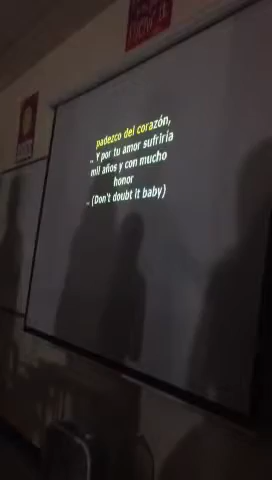 padezco del corazón,
.. Y por tu amor sufriría
mil años y con mucho
honor
.. (Don't doubt it baby)